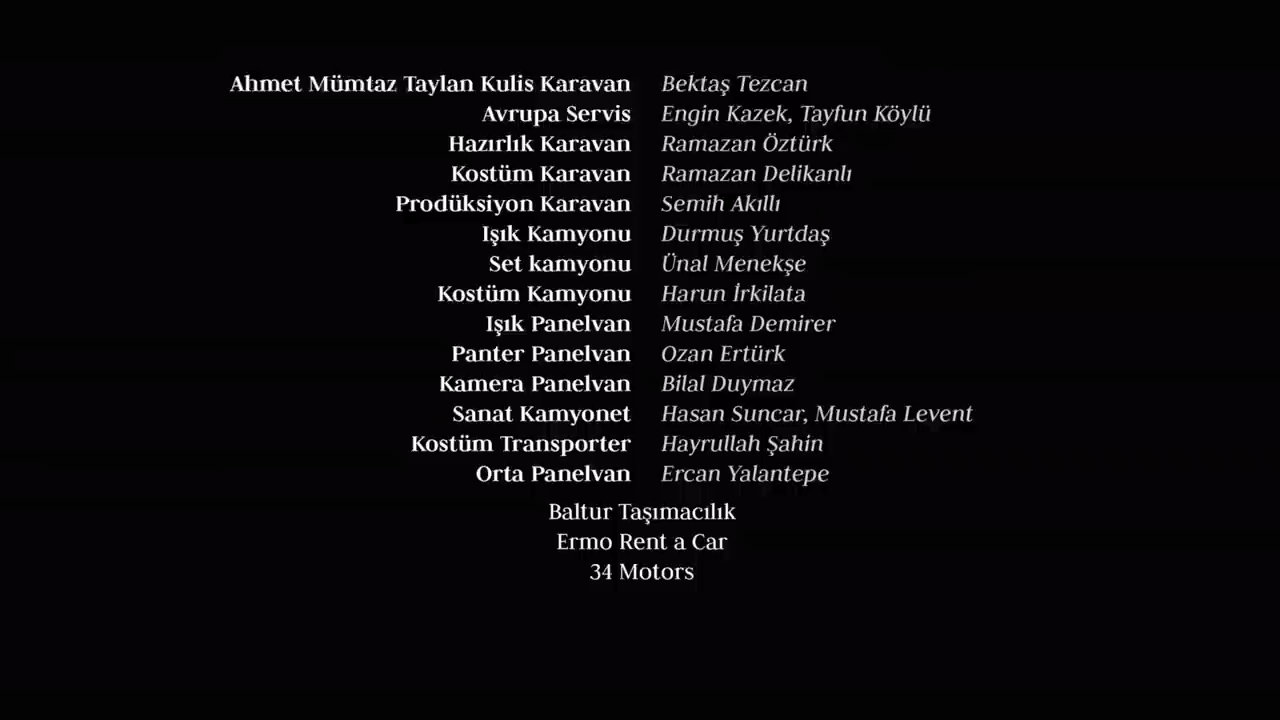 Ahmet Mümtaz Taylan Kulis Karavan Bektaş Tezcan
Avrupa Servis Engin Kazek, Tayfun Köylü
Hazırlık Karavan Ramazan Öztürk
Kostüm Karavan Ramazan Delikanlı
Prodüksiyon Karavan Semih Akıllı
Işık Kamyonu Durmuş Yurtdaş
Set kamyonu Ünal Menekşe
Kostüm Kamyonu Harun İrkilata
Işık Panelvan Mustafa Demirer
Panter Panelvan Ozan Ertürk
Kamera Panelvan Bilal Duymaz
Sanat Kamyonet Hasan Suncar, Mustafa Levent
Kostüm Transporter Hayrullah Şahin
Orta Panelvan Ercan Yalantepe
Baltur Taşımacılık
Ermo Rent a Car
34 Motors